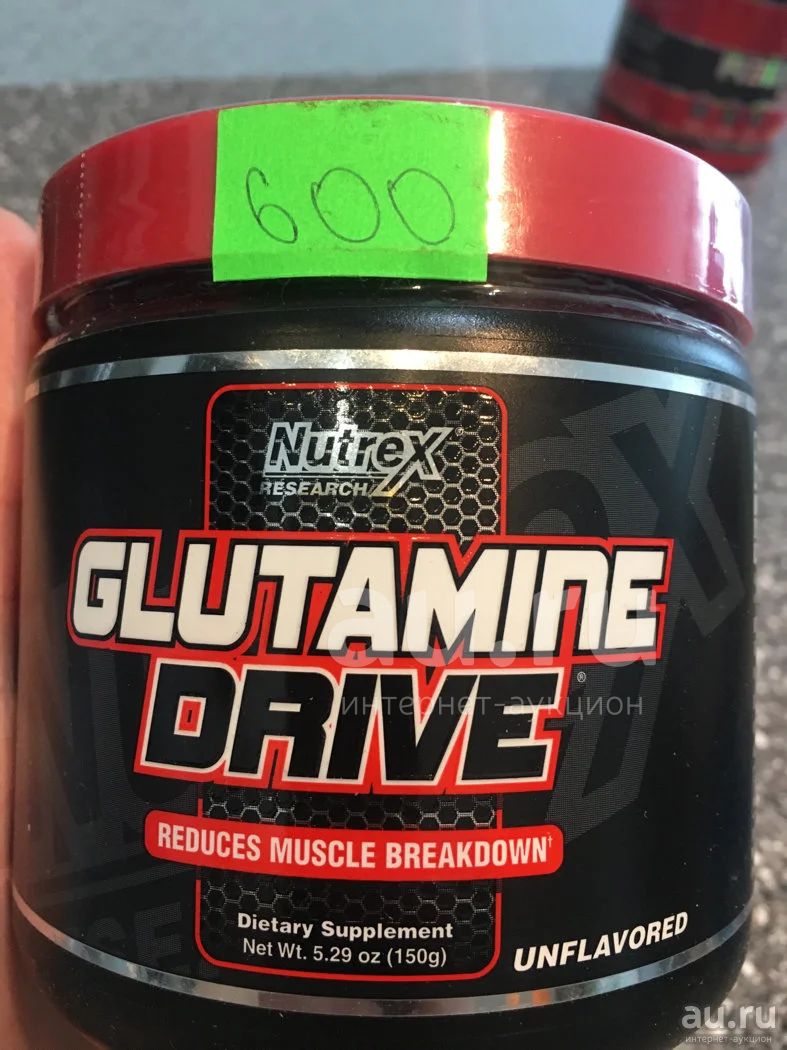 600
Nutrex®
RESEARCH
GLUTAMINE
DRIVE®
REDUCES MUSCLE BREAKDOWN†
Dietary Supplement
Net Wt. 5.29 oz (150g)
UNFLAVORED
au.ru
интернет-аукцион
au.ru
интернет-аукцион